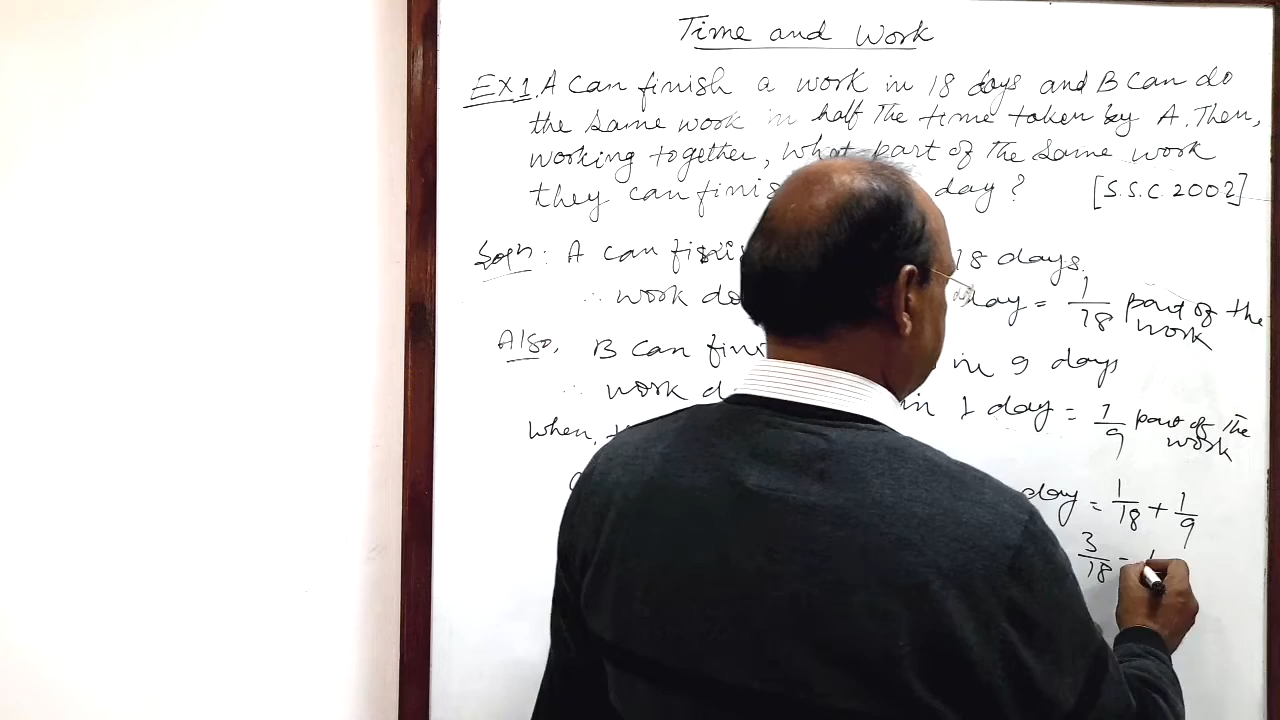 Time and Work
EX1. A can finish a work in 18 days and B can do
the same work in half the time taken by A. Then,
working together, what part of the same work
they can finis day ?      [S.S.C. 2002]
Soln : A can 18 days.
∴ work do day = 1/18 part of the
work
Also, B can fin in 9 days
∴ work d in 1 day = 1/9 part of the
work
When,
day = 1/18 + 1/9
3/18 =